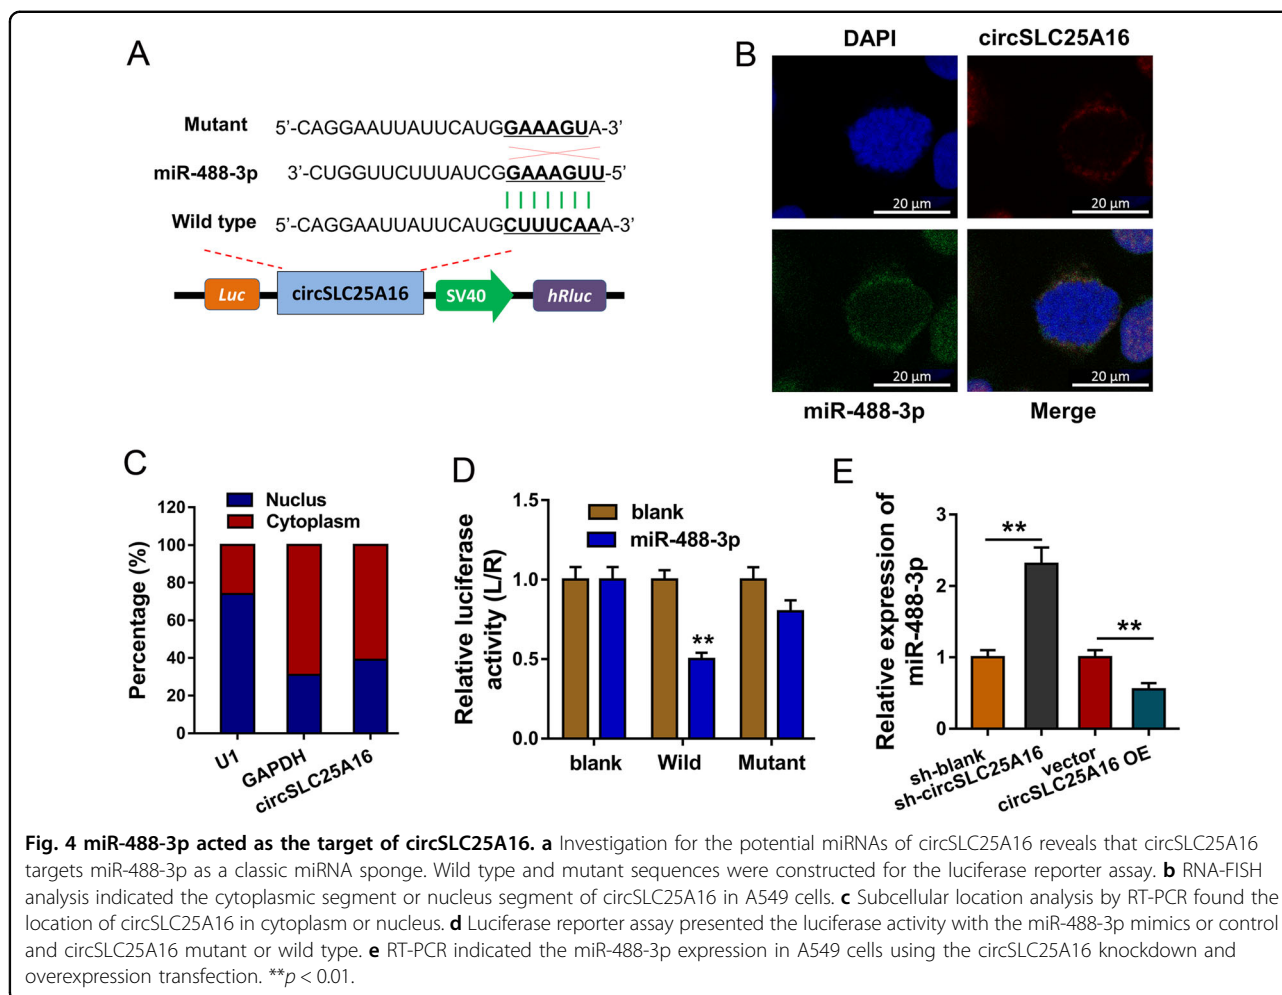 A
Mutant 5'-CAGGAAUUAUUCAUGGAAAGUA-3'
miR-488-3p 3'-CUGGUUCUUUAUCGGAAAGUU-5'
Wild type 5'-CAGGAAUUAUUCAUGCUUUCAAA-3'
Luc circSLC25A16 SV40 hRluc
B
DAPI circSLC25A16
20 μm 20 μm
20 μm 20 μm
miR-488-3p Merge
C
Nuclus
Cytoplasm
Percentage (%)
120
100
80
60
40
20
0
U1 GAPDH circSLC25A16
D
blank
miR-488-3p
Relative luciferase
activity (L/R)
1.5
1.0
0.5
0.0
**
blank Wild Mutant
E
Relative expression of
miR-488-3p
3
2
1
0
** **
sh-blank sh-circSLC25A16 vector circSLC25A16 OE
Fig. 4 miR-488-3p acted as the target of circSLC25A16. a Investigation for the potential miRNAs of circSLC25A16 reveals that circSLC25A16
targets miR-488-3p as a classic miRNA sponge. Wild type and mutant sequences were constructed for the luciferase reporter assay. b RNA-FISH
analysis indicated the cytoplasmic segment or nucleus segment of circSLC25A16 in A549 cells. c Subcellular location analysis by RT-PCR found the
location of circSLC25A16 in cytoplasm or nucleus. d Luciferase reporter assay presented the luciferase activity with the miR-488-3p mimics or control
and circSLC25A16 mutant or wild type. e RT-PCR indicated the miR-488-3p expression in A549 cells using the circSLC25A16 knockdown and
overexpression transfection. **p < 0.01.